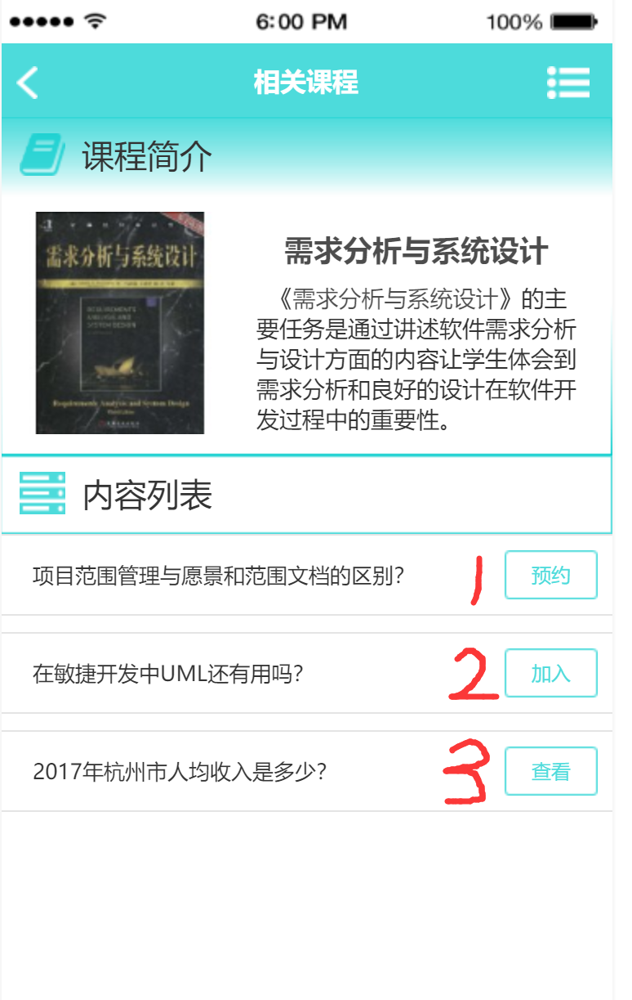 6:00 PM 100%
相关课程
课程简介
需求分析与系统设计
REQUIREMENTS
ANALYSIS AND
SYSTEM DESIGN
Requirements Analysis and System Design
需求分析与系统设计
《需求分析与系统设计》的主
要任务是通过讲述软件需求分析
与设计方面的内容让学生体会到
需求分析和良好的设计在软件开
发过程中的重要性。
内容列表
项目范围管理与愿景和范围文档的区别？ 1 预约
在敏捷开发中UML还有用吗？ 2 加入
2017年杭州市人均收入是多少？ 3 查看